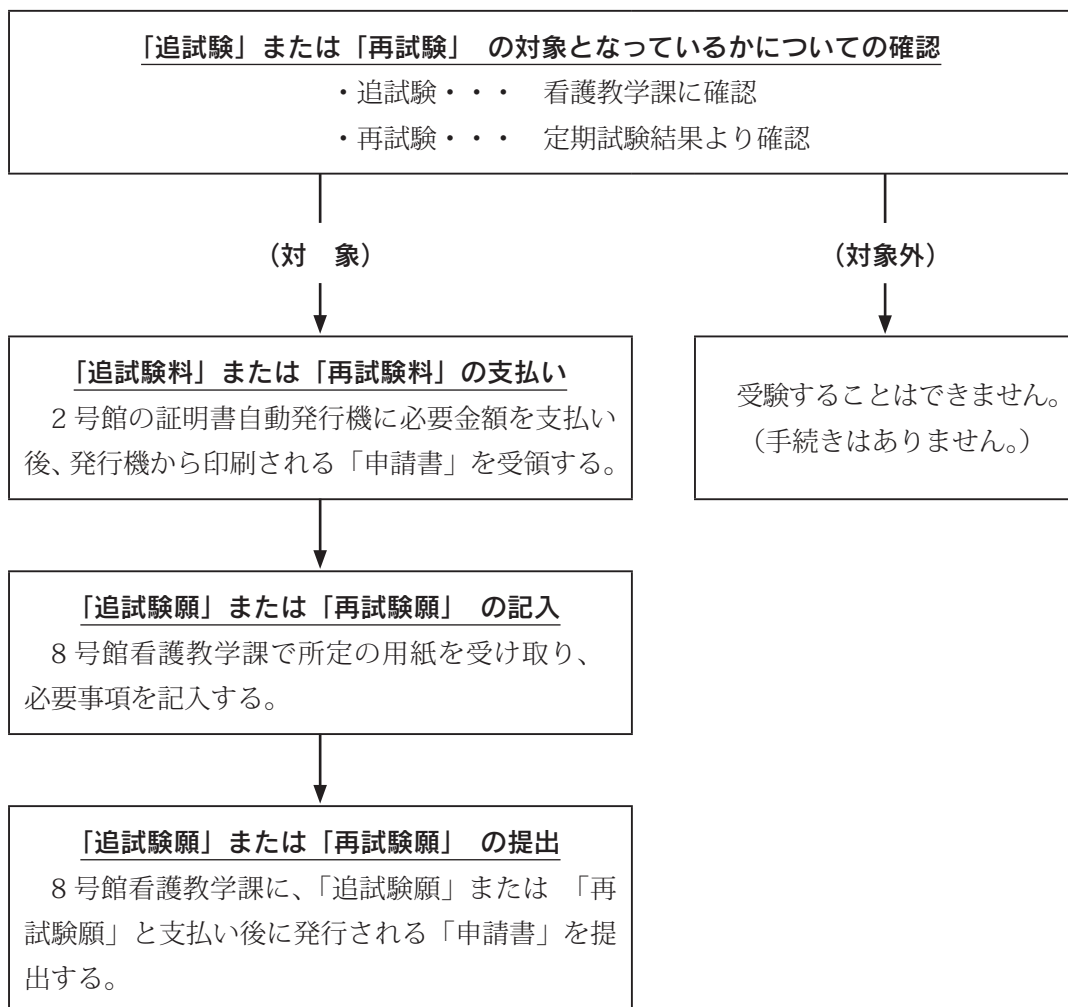 「追試験」または「再試験」 の対象となっているかについての確認
・追試験・・・　看護教学課に確認
・再試験・・・　定期試験結果より確認
（対　象）
（対象外）
「追試験料」または「再試験料」の支払い
2 号館の証明書自動発行機に必要金額を支払い
後、発行機から印刷される「申請書」を受領する。
受験することはできません。
（手続きはありません。）
「追試験願」または「再試験願」 の記入
8 号館看護教学課で所定の用紙を受け取り、
必要事項を記入する。
「追試験願」または「再試験願」 の提出
8 号館看護教学課に、「追試験願」または 「再
試験願」と支払い後に発行される「申請書」を提
出する。